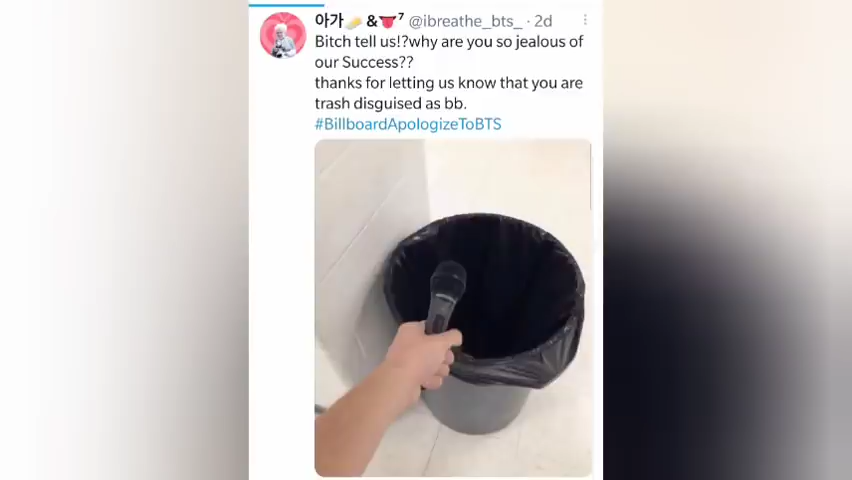 아가🧈 &👅⁷ @ibreathe_bts_ · 2d
Bitch tell us!?why are you so jealous of
our Success??
thanks for letting us know that you are
trash disguised as bb.
#BillboardApologizeToBTS